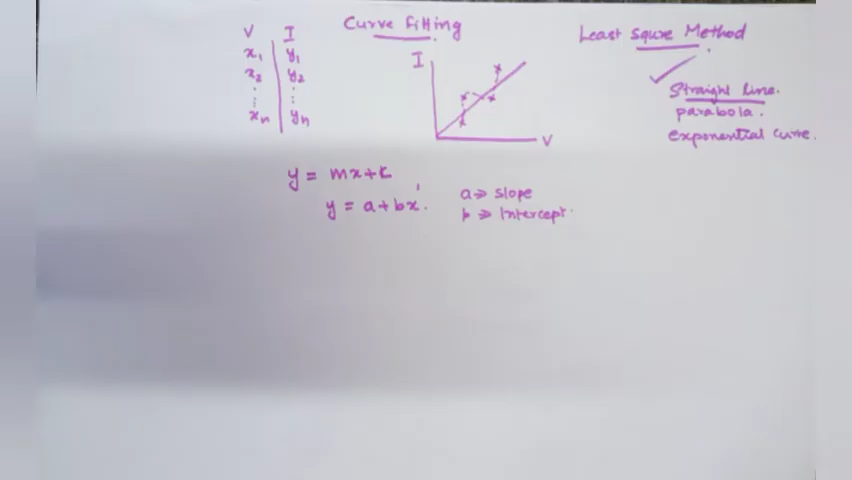 Curve Fitting
Least Squre Method
V I
x1 y1
x2 y2
: :
xn yn
I
V
Straight Line.
parabola.
exponential curve.
y = mx+c
y = a+bx'.
a => slope
b => Intercept.